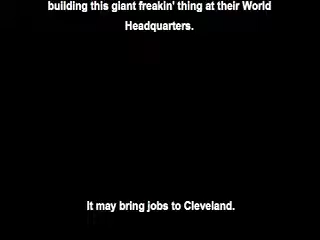 building this giant freakin' thing at their World
Headquarters.
It may bring jobs to Cleveland.